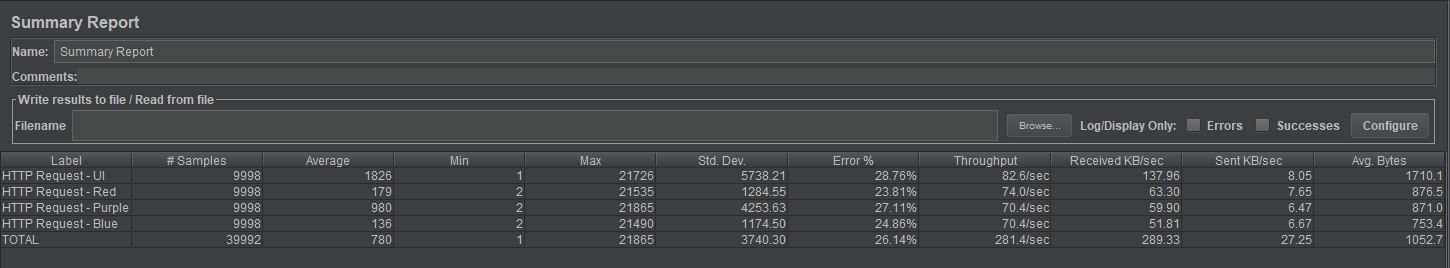 Summary Report
Name: Summary Report
Comments:
Write results to file / Read from file
Filename Browse... Log/Display Only: Errors Successes Configure
Label # Samples Average Min Max Std. Dev. Error % Throughput Received KB/sec Sent KB/sec Avg. Bytes
HTTP Request - UI 9998 1826 1 21726 5738.21 28.76% 82.6/sec 137.96 8.05 1710.1
HTTP Request - Red 9998 179 2 21535 1284.55 23.81% 74.0/sec 63.30 7.65 876.5
HTTP Request - Purple 9998 980 2 21865 4253.63 27.11% 70.4/sec 59.90 6.47 871.0
HTTP Request - Blue 9998 136 2 21490 1174.50 24.86% 70.4/sec 51.81 6.67 753.4
TOTAL 39992 780 1 21865 3740.30 26.14% 281.4/sec 289.33 27.25 1052.7